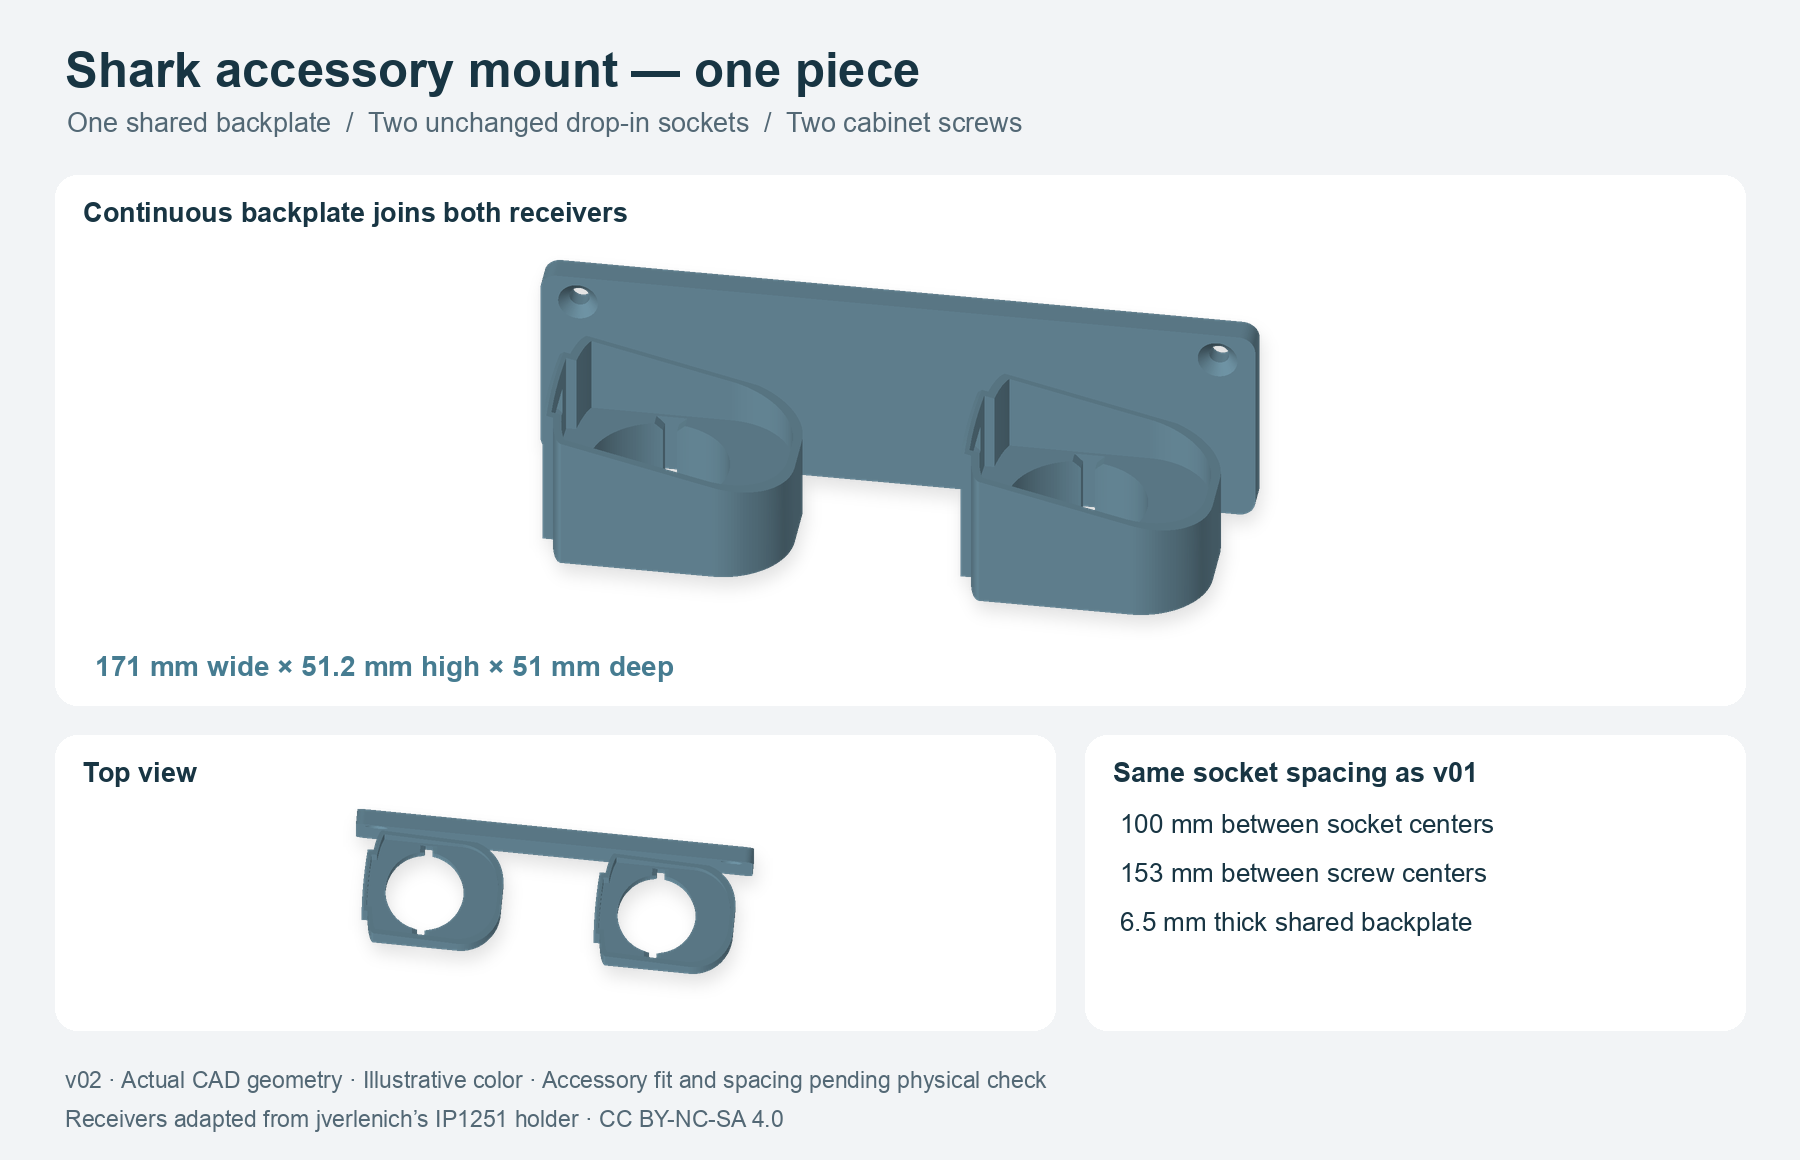 Shark accessory mount — one piece
One shared backplate / Two unchanged drop-in sockets / Two cabinet screws
Continuous backplate joins both receivers
171 mm wide × 51.2 mm high × 51 mm deep
Top view
Same socket spacing as v01
100 mm between socket centers
153 mm between screw centers
6.5 mm thick shared backplate
v02 · Actual CAD geometry · Illustrative color · Accessory fit and spacing pending physical check
Receivers adapted from jverlenich’s IP1251 holder · CC BY-NC-SA 4.0